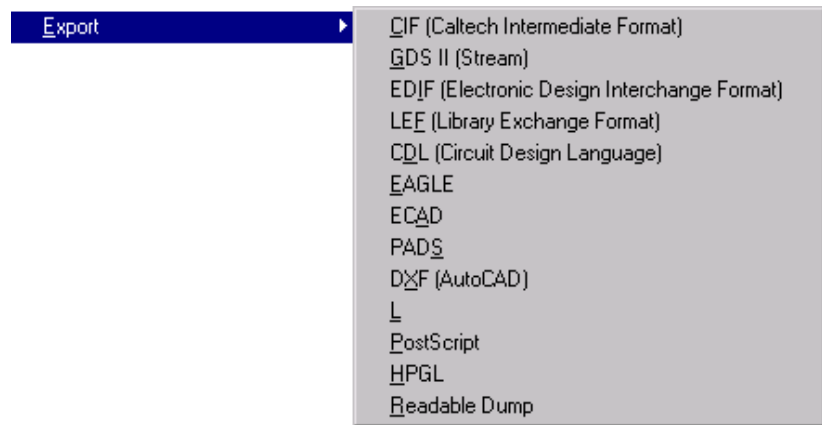 Export
CIF (Caltech Intermediate Format)
GDS II (Stream)
EDIF (Electronic Design Interchange Format)
LEF (Library Exchange Format)
CDL (Circuit Design Language)
EAGLE
ECAD
PADS
DXF (AutoCAD)
L
PostScript
HPGL
Readable Dump